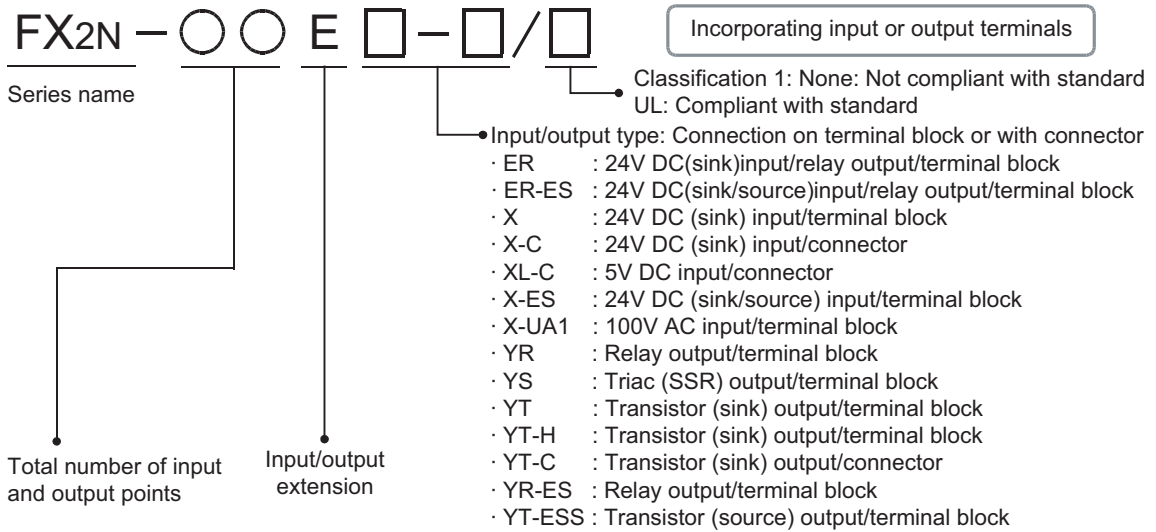 FX2N – ○○ E □ – □ / □
Incorporating input or output terminals
Series name
Classification 1: None: Not compliant with standard
UL: Compliant with standard
Input/output type: Connection on terminal block or with connector
· ER : 24V DC(sink)input/relay output/terminal block
· ER-ES : 24V DC(sink/source)input/relay output/terminal block
· X : 24V DC (sink) input/terminal block
· X-C : 24V DC (sink) input/connector
· XL-C : 5V DC input/connector
· X-ES : 24V DC (sink/source) input/terminal block
· X-UA1 : 100V AC input/terminal block
· YR : Relay output/terminal block
· YS : Triac (SSR) output/terminal block
· YT : Transistor (sink) output/terminal block
· YT-H : Transistor (sink) output/terminal block
· YT-C : Transistor (sink) output/connector
· YR-ES : Relay output/terminal block
· YT-ESS : Transistor (source) output/terminal block
Total number of input
and output points
Input/output
extension